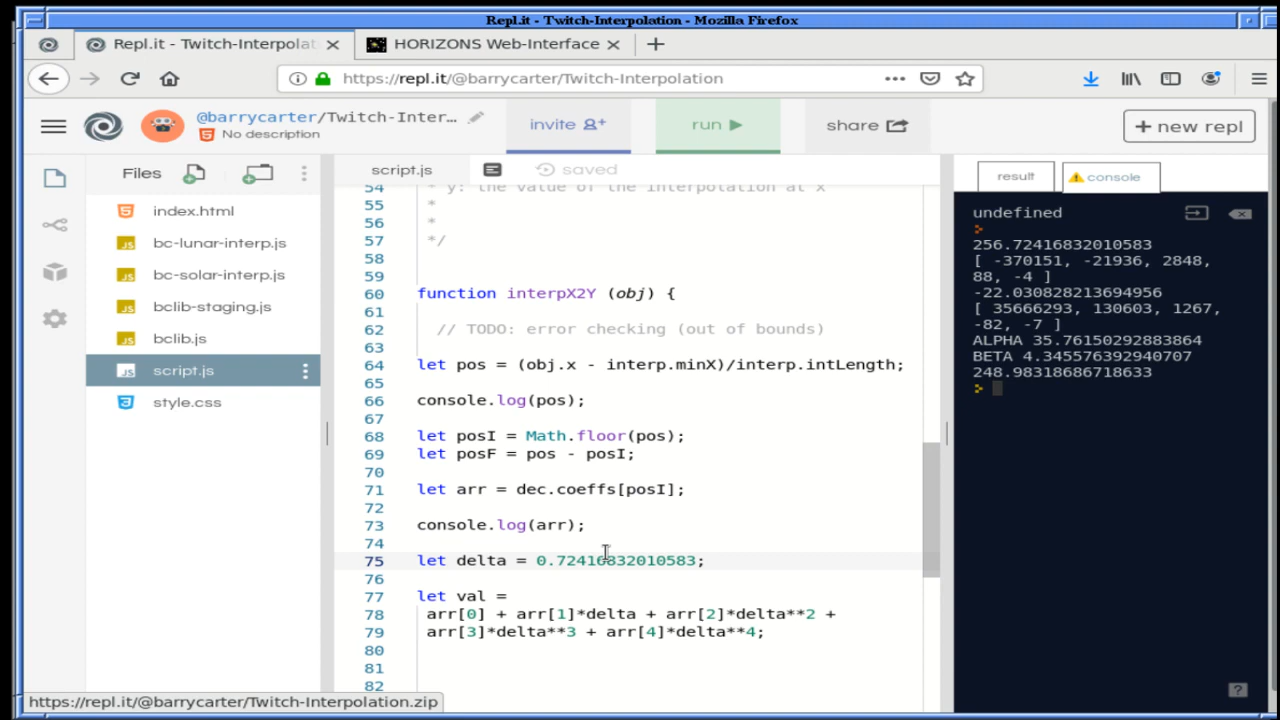 Repl.it - Twitch-Interpolation - Mozilla Firefox
Repl.it - Twitch-Interpolat
HORIZONS Web-Interface
https://repl.it/@barrycarter/Twitch-Interpolation
@barrycarter/Twitch-Inter...
No description
invite
run
share
+ new repl
Files
index.html
bc-lunar-interp.js
bc-solar-interp.js
bclib-staging.js
bclib.js
script.js
style.css
script.js
saved
54 * y: the value of the interpolation at x
55 *
56 *
57 */
58
59
60 function interpX2Y (obj) {
61
62 // TODO: error checking (out of bounds)
63
64 let pos = (obj.x - interp.minX)/interp.intLength;
65
66 console.log(pos);
67
68 let posI = Math.floor(pos);
69 let posF = pos - posI;
70
71 let arr = dec.coeffs[posI];
72
73 console.log(arr);
74
75 let delta = 0.72416832010583;
76
77 let val =
78 arr[0] + arr[1]*delta + arr[2]*delta**2 +
79 arr[3]*delta**3 + arr[4]*delta**4;
80
81
82
result
console
undefined
256.72416832010583
[ -370151, -21936, 2848,
88, -4 ]
-22.030828213694956
[ 35666293, 130603, 1267,
-82, -7 ]
ALPHA 35.76150292883864
BETA 4.345576392940707
248.98318686718633
https://repl.it/@barrycarter/Twitch-Interpolation.zip
?